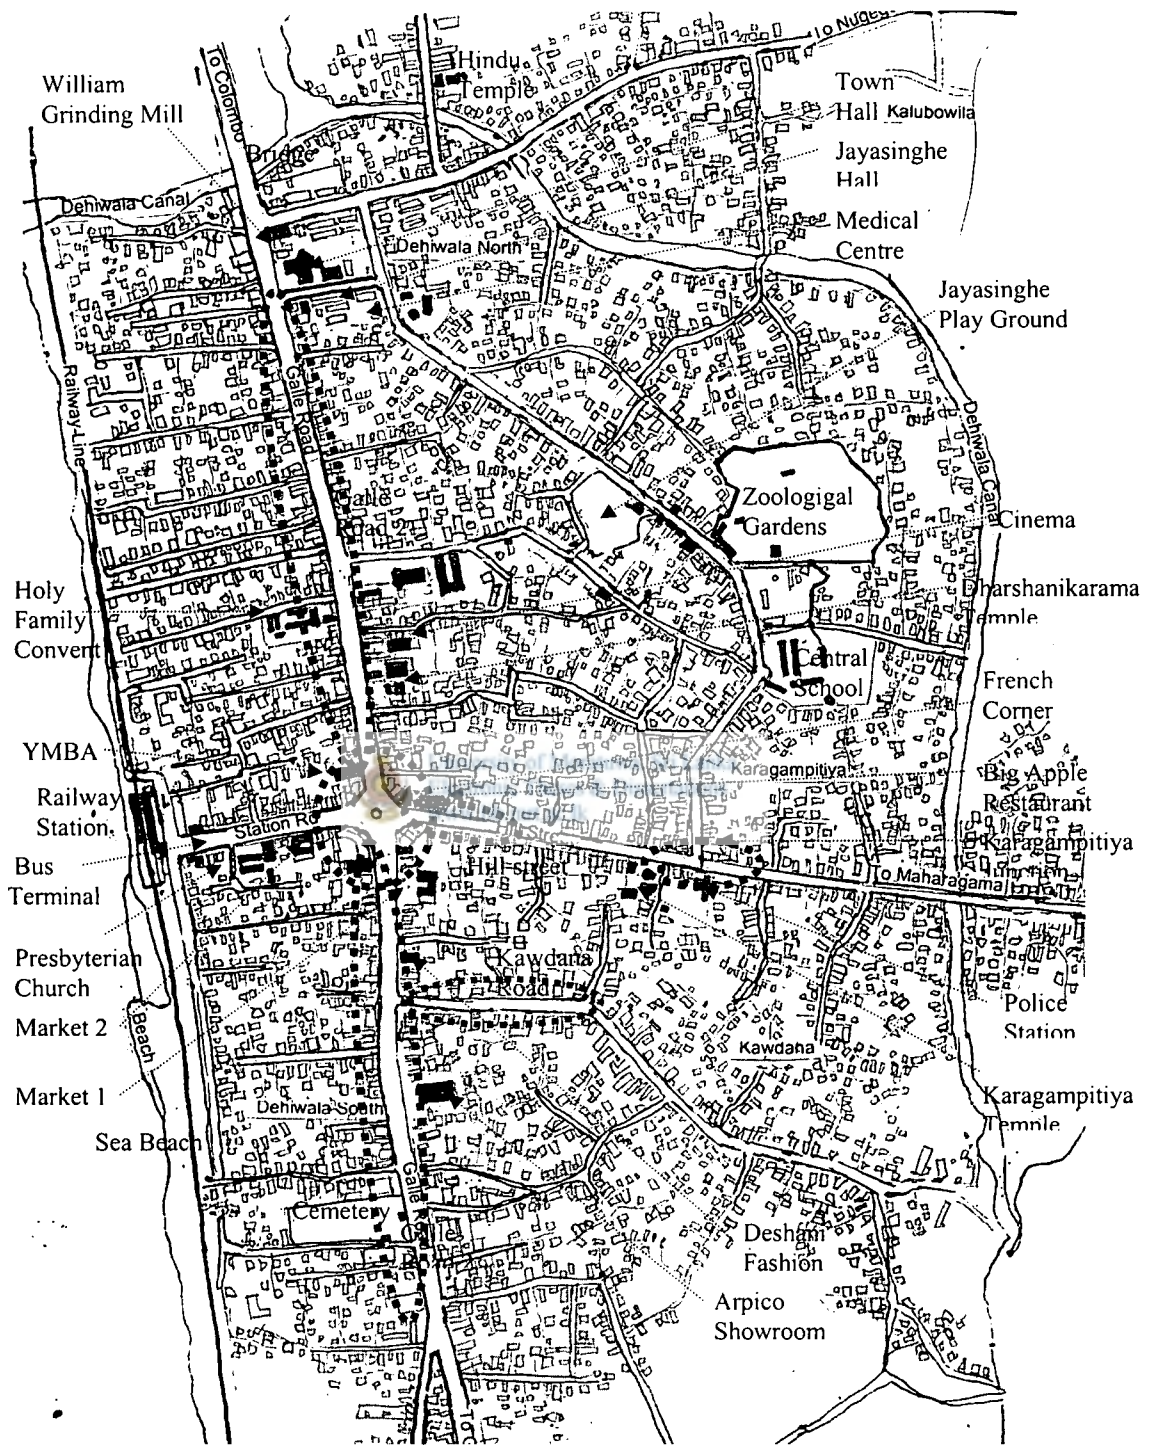 To Nugeg
To Colombo
Hindu
Temple
William
Grinding Mill
Town
Hall
Kalubowila
Bridge
Jayasinghe
Hall
Dehiwala Canal
Medical
Centre
Dehiwala North
Jayasinghe
Play Ground
Railway Line
Galle Road
Dehiwala Canal
Zoologigal
Gardens
Galle
Road 2
Cinema
Holy
Family
Convent
Dharshanikarama
Temple
Central
School
French
Corner
YMBA
Karagampitiya
Big Apple
Restaurant
Railway
Station
Station Rd
Karagampitiya
Junction
Bus
Terminal
Hill street
To Maharagama
Presbyterian
Church
Kawdana
Road
Police
Station
Market 2
Beach
Kawdana
Market 1
Dehiwala South
Karagampitiya
Temple
Sea Beach
Galle
Cemetery
Galle
Deshani
Fashion
Arpico
Showroom